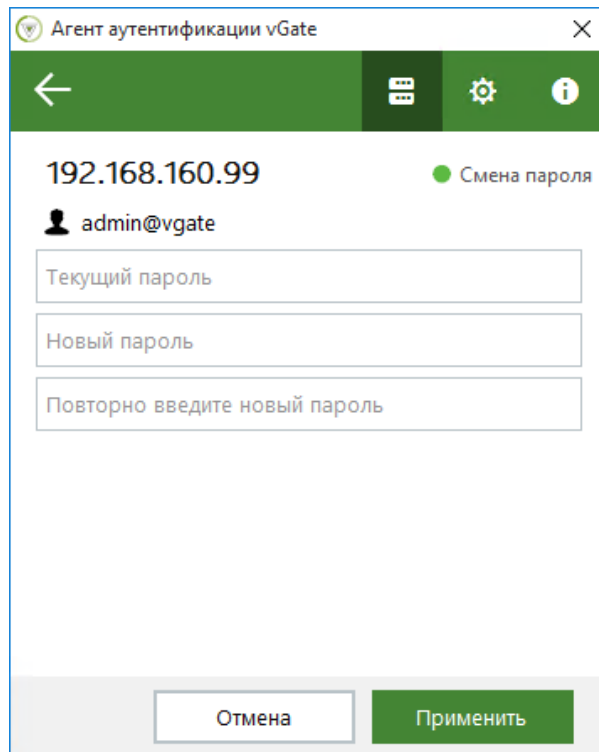 Агент аутентификации vGate
192.168.160.99
Смена пароля
admin@vgate
Текущий пароль
Новый пароль
Повторно введите новый пароль
Отмена
Применить